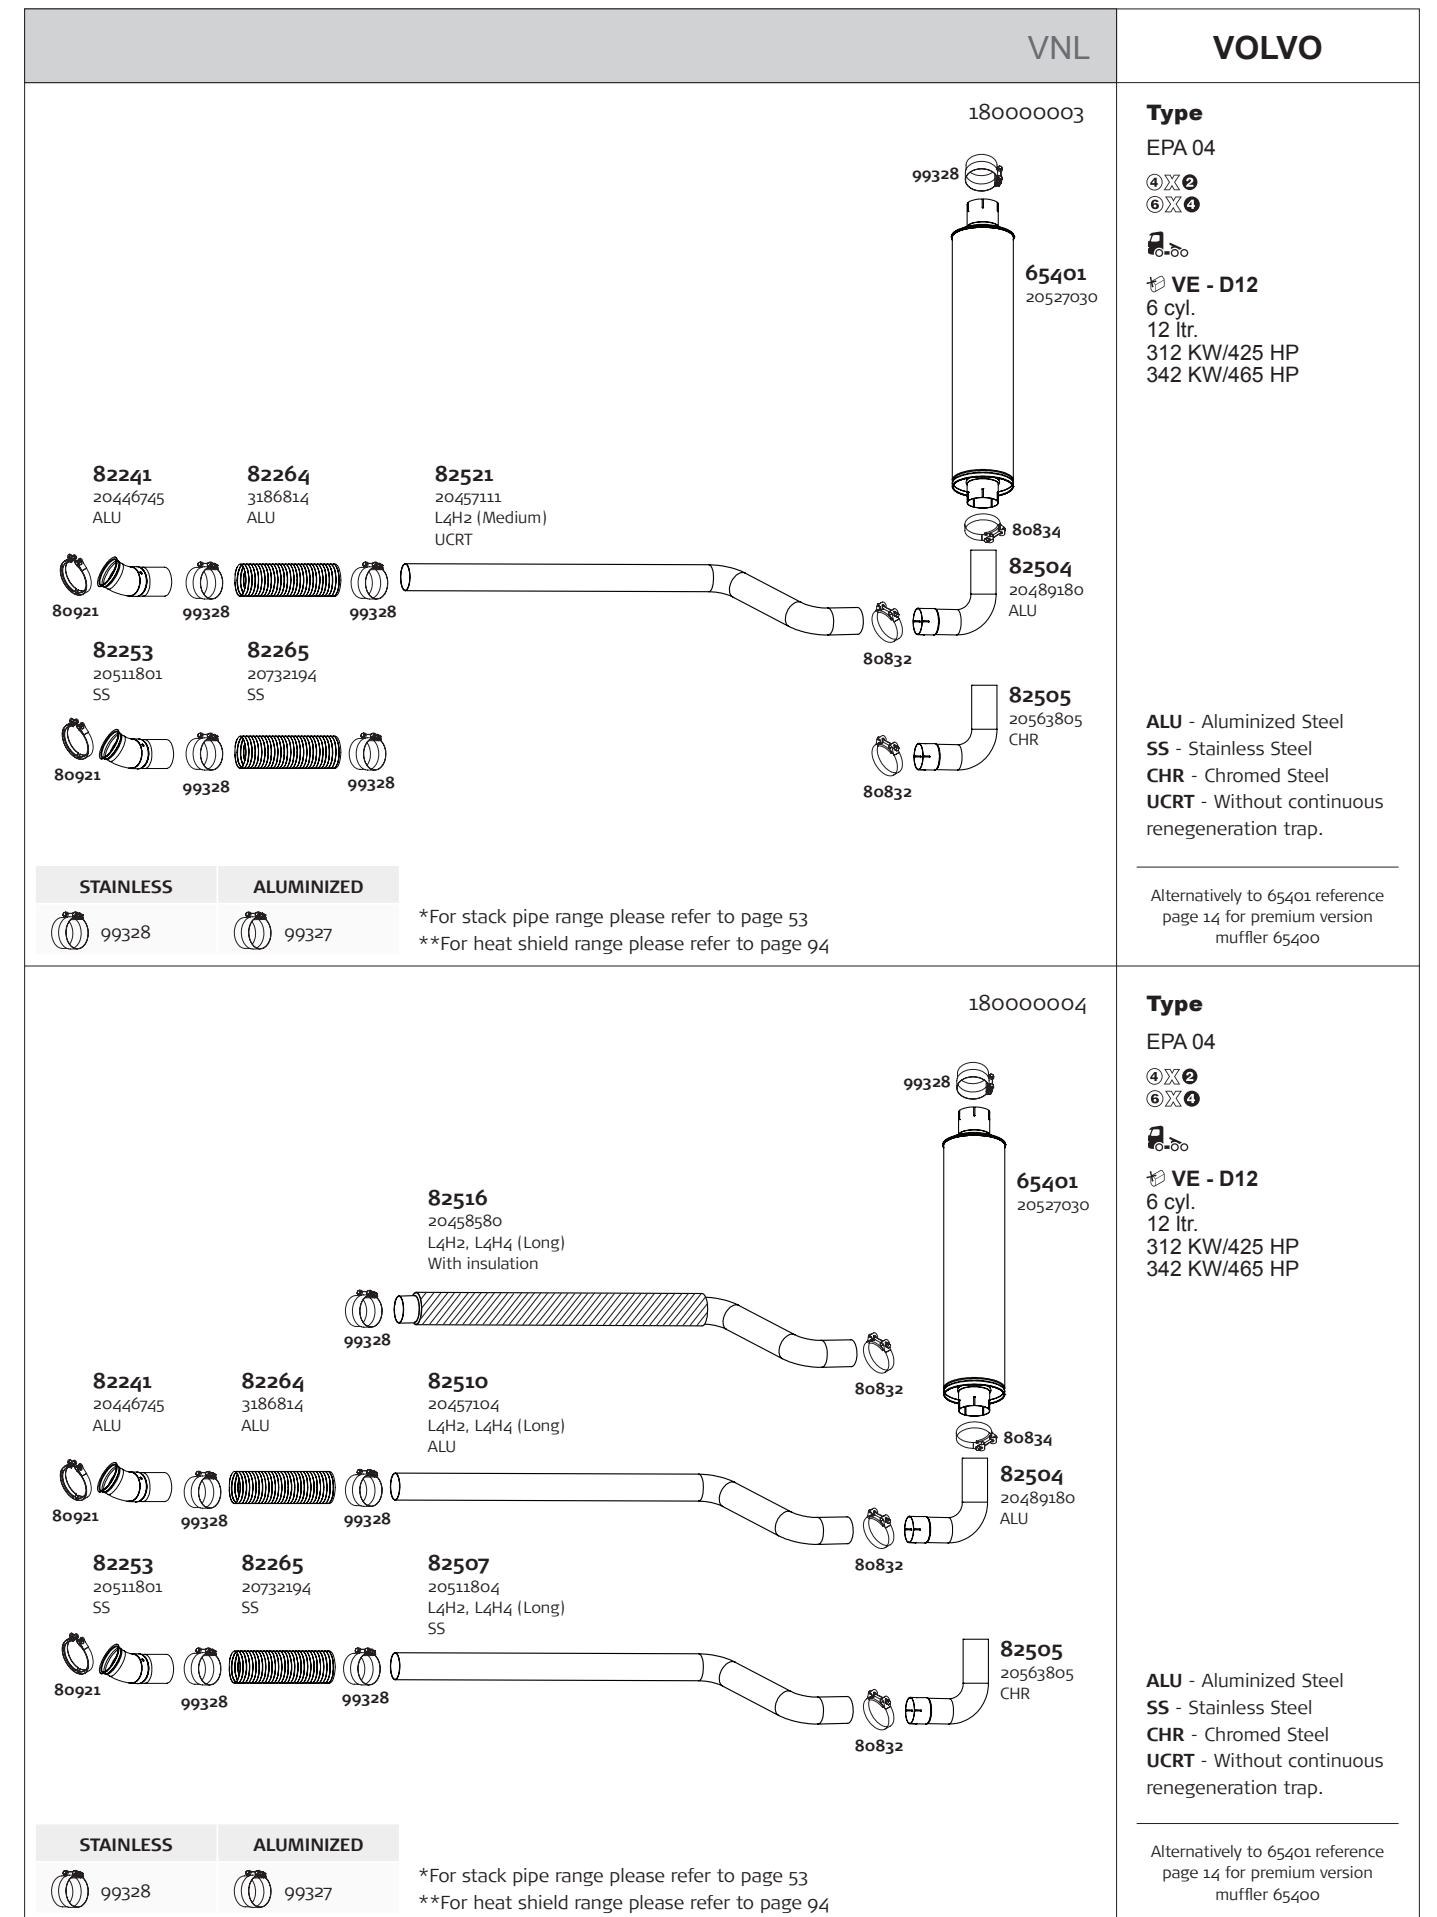 VNL
VOLVO
180000003
99328
65401
20527030
82241
20446745
ALU
82264
3186814
ALU
82521
20457111
L4H2 (Medium)
UCRT
80834
82504
20489180
ALU
80921
99328
99328
80832
82253
20511801
SS
82265
20732194
SS
82505
20563805
CHR
80921
99328
99328
80832
STAINLESS
ALUMINIZED
99328
99327
*For stack pipe range please refer to page 53
**For heat shield range please refer to page 94
Type
EPA 04
4X2
6X4
VE - D12
6 cyl.
12 ltr.
312 KW/425 HP
342 KW/465 HP
ALU - Aluminized Steel
SS - Stainless Steel
CHR - Chromed Steel
UCRT - Without continuous
renegeneration trap.
Alternatively to 65401 reference
page 14 for premium version
muffler 65400
180000004
99328
65401
20527030
82516
20458580
L4H2, L4H4 (Long)
With insulation
99328
80832
82241
20446745
ALU
82264
3186814
ALU
82510
20457104
L4H2, L4H4 (Long)
ALU
80834
82504
20489180
ALU
80921
99328
99328
80832
82253
20511801
SS
82265
20732194
SS
82507
20511804
L4H2, L4H4 (Long)
SS
82505
20563805
CHR
80921
99328
99328
80832
STAINLESS
ALUMINIZED
99328
99327
*For stack pipe range please refer to page 53
**For heat shield range please refer to page 94
Type
EPA 04
4X2
6X4
VE - D12
6 cyl.
12 ltr.
312 KW/425 HP
342 KW/465 HP
ALU - Aluminized Steel
SS - Stainless Steel
CHR - Chromed Steel
UCRT - Without continuous
renegeneration trap.
Alternatively to 65401 reference
page 14 for premium version
muffler 65400